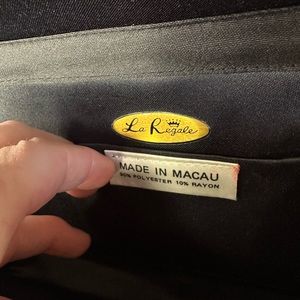 La Regale
MADE IN MACAU
90% POLYESTER 10% RAYON